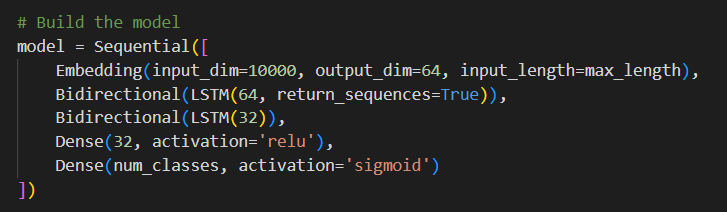 # Build the model
model = Sequential([
    Embedding(input_dim=10000, output_dim=64, input_length=max_length),
    Bidirectional(LSTM(64, return_sequences=True)),
    Bidirectional(LSTM(32)),
    Dense(32, activation='relu'),
    Dense(num_classes, activation='sigmoid')
])